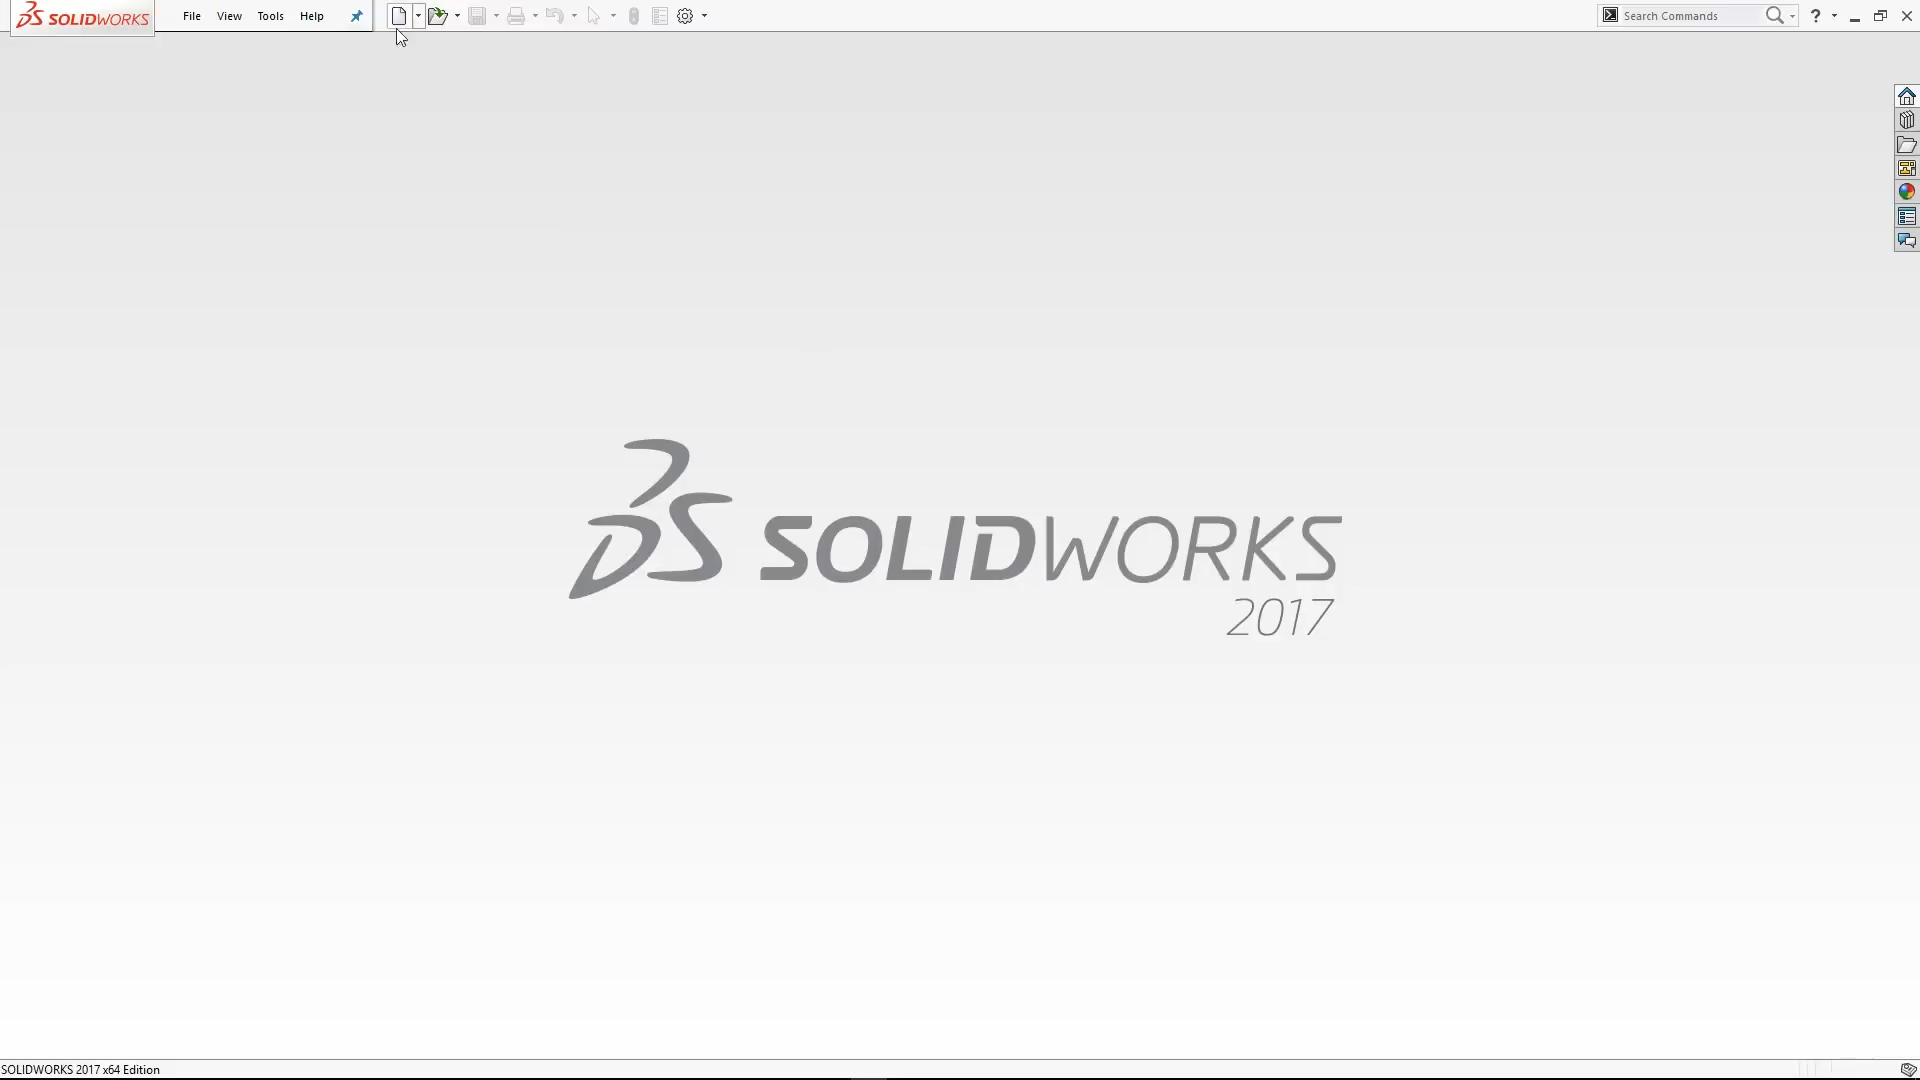 SOLIDWORKS File View Tools Help Search Commands ?
SOLIDWORKS
2017
SOLIDWORKS 2017 x64 Edition